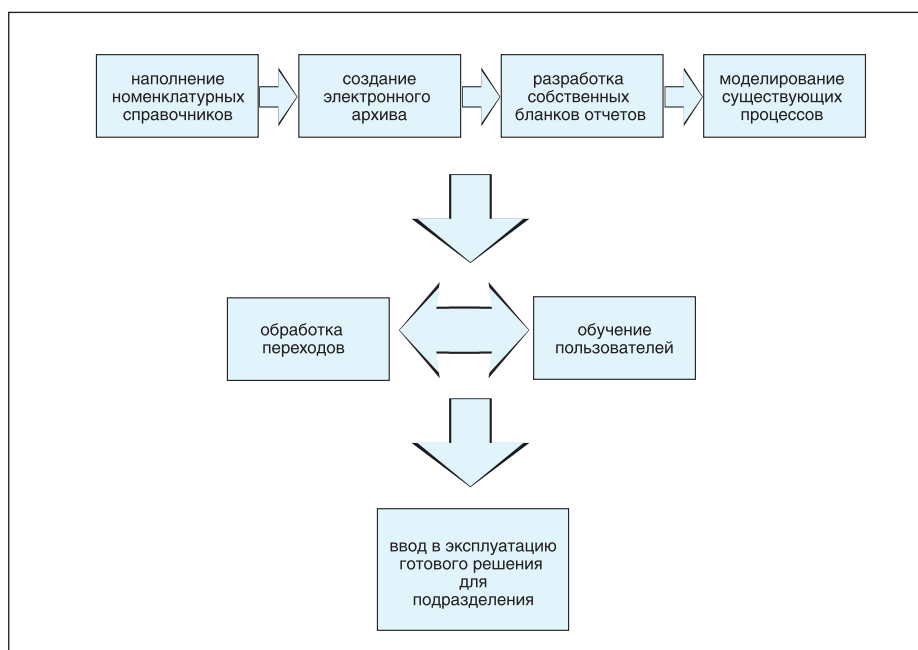 наполнение
номенклатурных
справочников
создание
электронного
архива
разработка
собственных
бланков отчетов
моделирование
существующих
процессов
обработка
переходов
обучение
пользователей
ввод в эксплуатацию
готового решения
для
подразделения